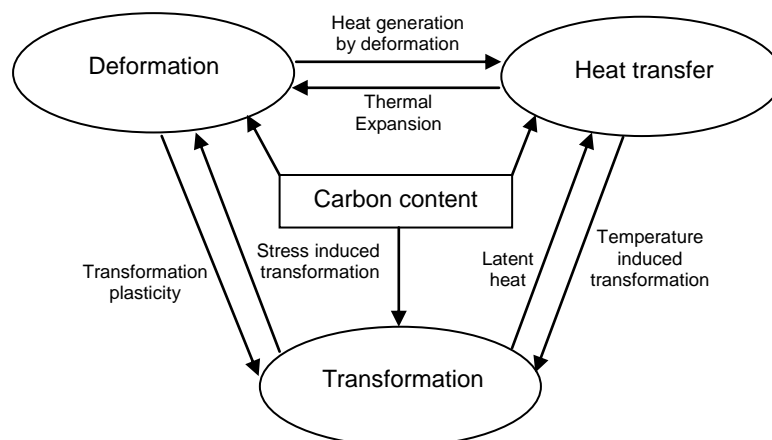 Heat generation
by deformation
Deformation
Heat transfer
Thermal
Expansion
Carbon content
Transformation
plasticity
Stress induced
transformation
Latent
heat
Temperature
induced
transformation
Transformation